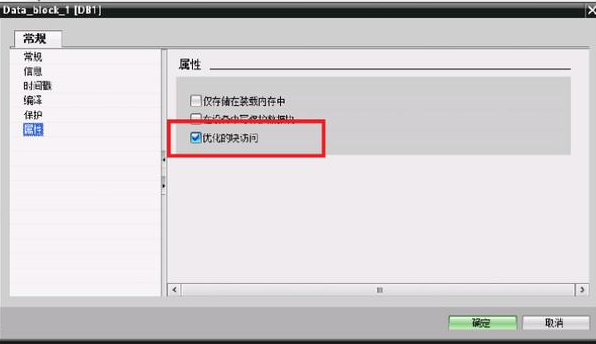 Data_block_1 [DB1]
常规
常规
信息
时间戳
编译
保护
属性
属性
仅存储在装载内存中
在设备中写保护数据块
优化的块访问
确定
取消